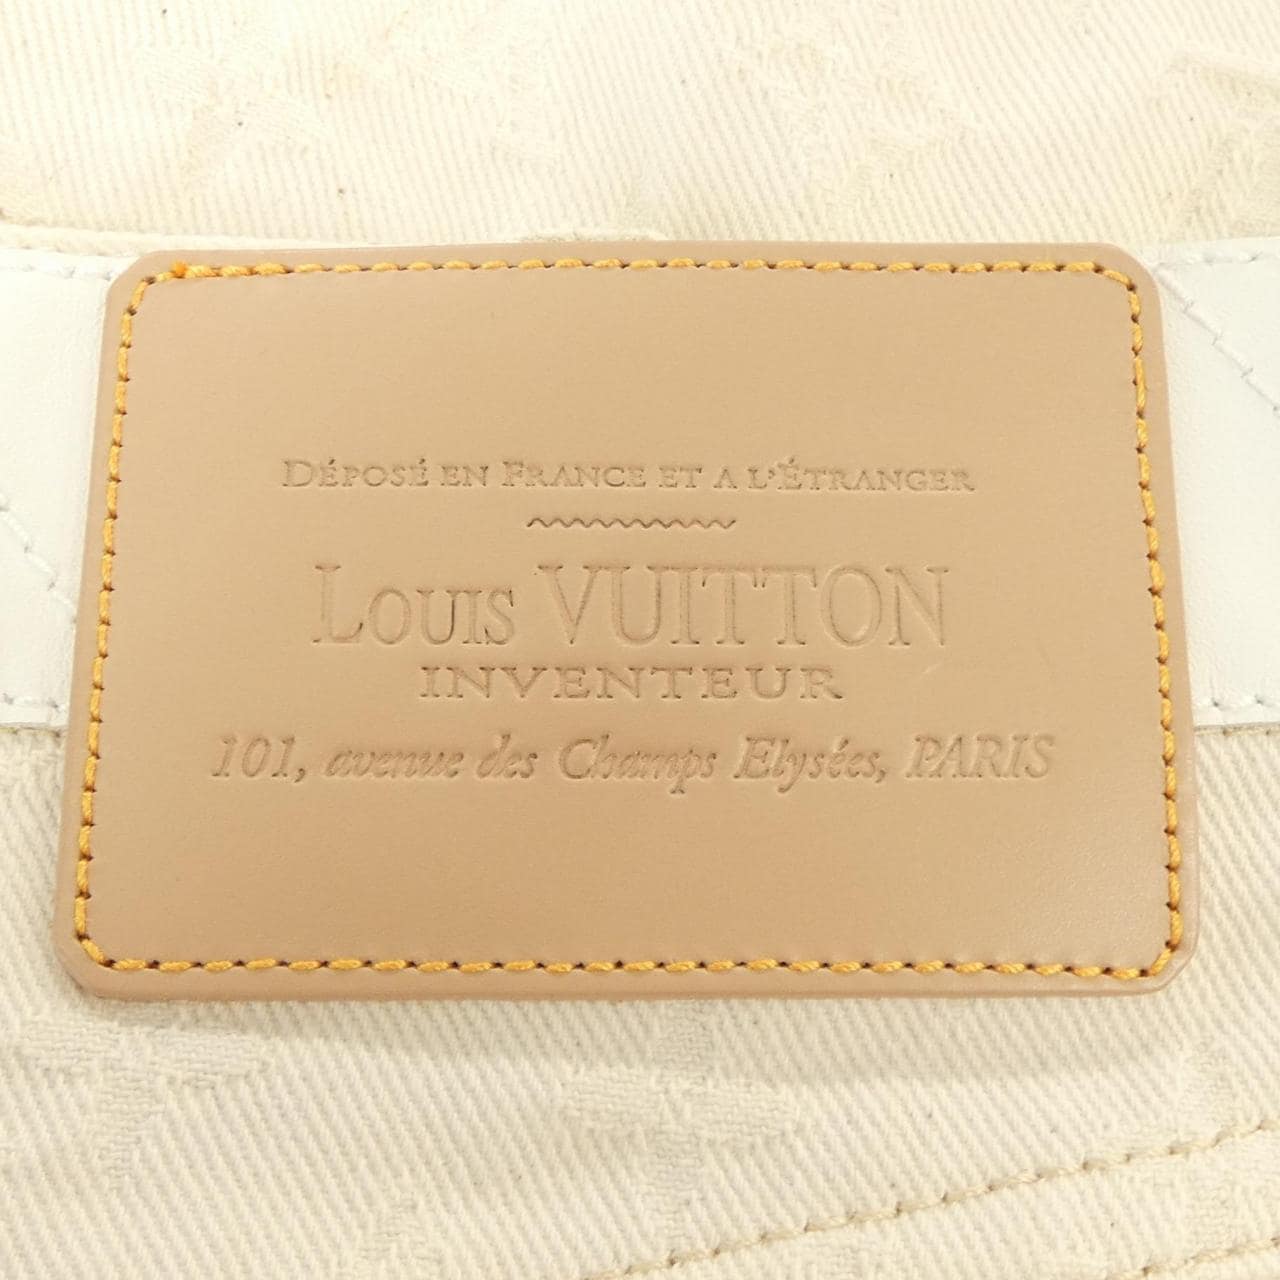 DÉPOSÉ EN FRANCE ET A L'ÉTRANGER
LOUIS VUITTON
INVENTEUR
101, avenue des Champs Elysées, PARIS